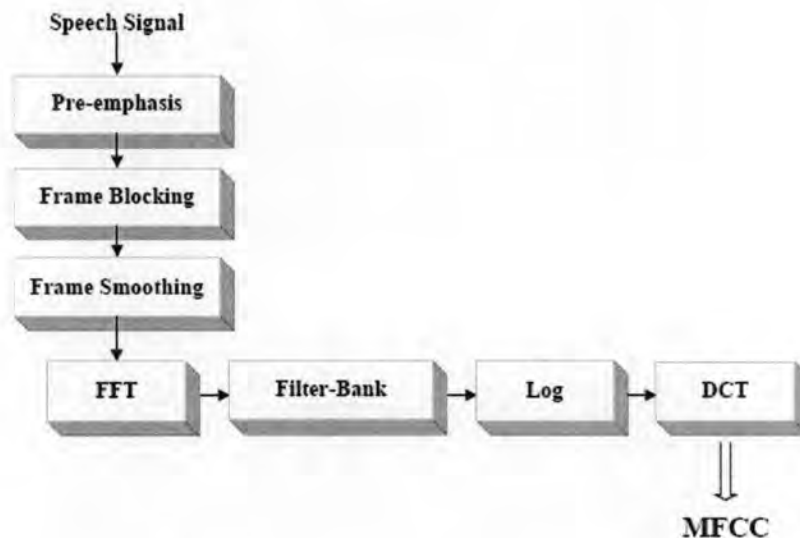 Speech Signal
Pre-emphasis
Frame Blocking
Frame Smoothing
FFT
Filter-Bank
Log
DCT
MFCC